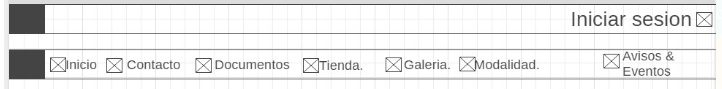 Iniciar sesion
Inicio Contacto Documentos Tienda. Galeria. Modalidad. Avisos &
Eventos